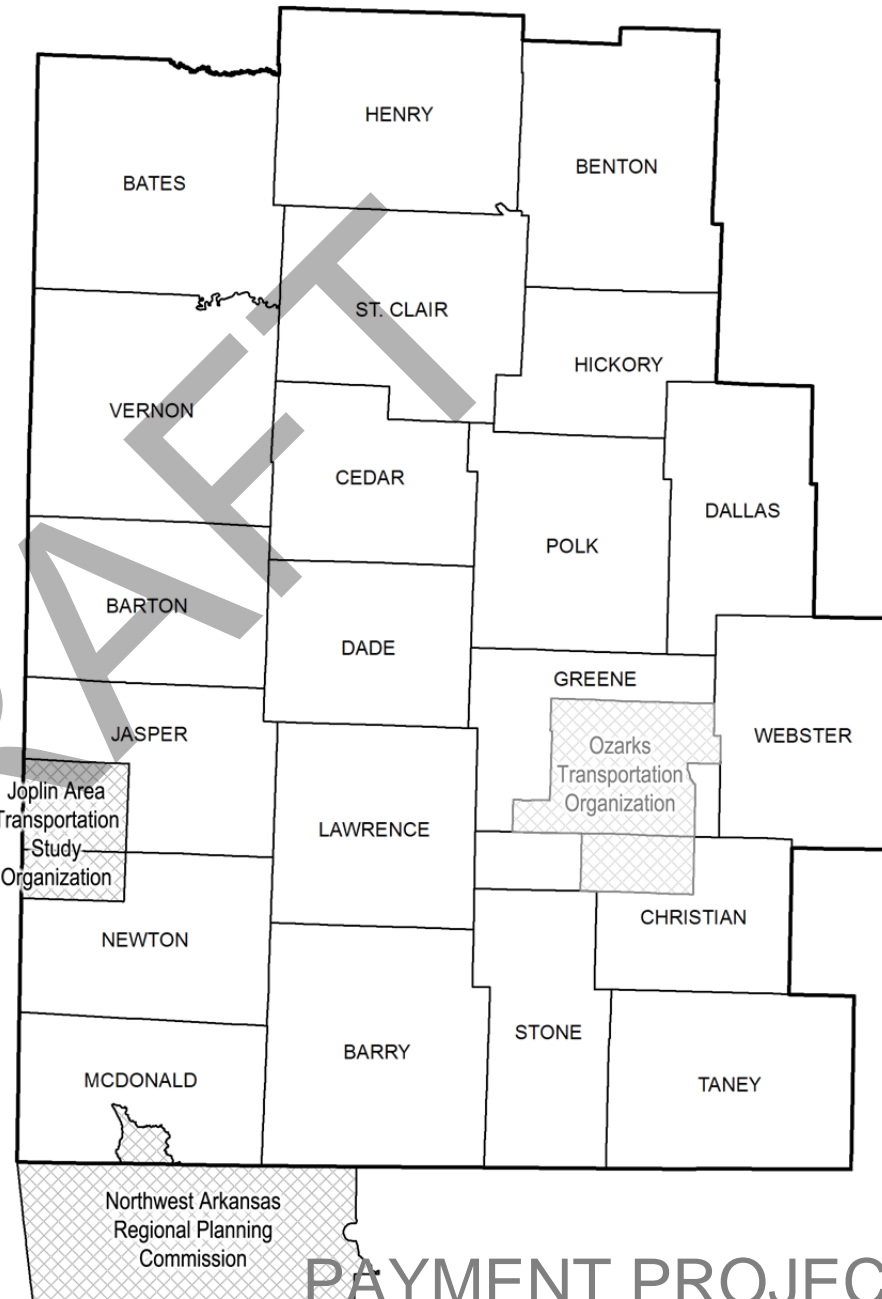 HENRY
BENTON
BATES
ST. CLAIR
HICKORY
VERNON
CEDAR
DALLAS
POLK
BARTON
DADE
GREENE
JASPER
WEBSTER
Ozarks
Transportation
Organization
Joplin Area
Transportation
Study
Organization
LAWRENCE
CHRISTIAN
NEWTON
STONE
BARRY
MCDONALD
TANEY
Northwest Arkansas
Regional Planning
Commission
RAFT
PAYMENT PROJEC